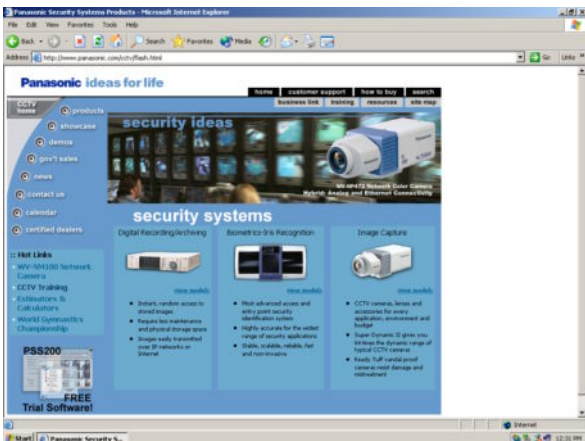 Panasonic Security Systems Products - Microsoft Internet Explorer
File Edit View Favorites Tools Help
Back Search Favorites Media
Address http://www.panasonic.com/cctv/flash.html Go Links »
Panasonic ideas for life
home customer support how to buy search
business link training resources site map
CCTV
home
products
showcase
demos
gov't sales
news
contact us
calendar
certified dealers
security ideas
WV-NP472 Network Color Camera
Hybrid: Analog and Ethernet Connectivity
security systems
Digital Recording/Archiving
view models
Instant, random access to
stored images
Requires less maintenance
and physical storage space
Images easily transmitted
over IP networks or
Internet
Biometrics-Iris Recognition
view models
Most advanced access and
entry point security
identification system
Highly accurate for the widest
range of security applications
Stable, scalable, reliable, fast
and non-invasive
Image Capture
view models
CCTV cameras, lenses and
accessories for every
application, environment and
budget
Super Dynamic III gives you
times the dynamic range of
typical CCTV cameras
Ready Tuff vandal proof
cameras resist damage and
mistreatment
:: Hot Links
WV-NM100 Network
Camera
CCTV Training
Estimators &
Calculators
World Gymnastics
Championship
PSS200
FREE
Trial Software!
Internet
Start Panasonic Security S... 12:31 PM